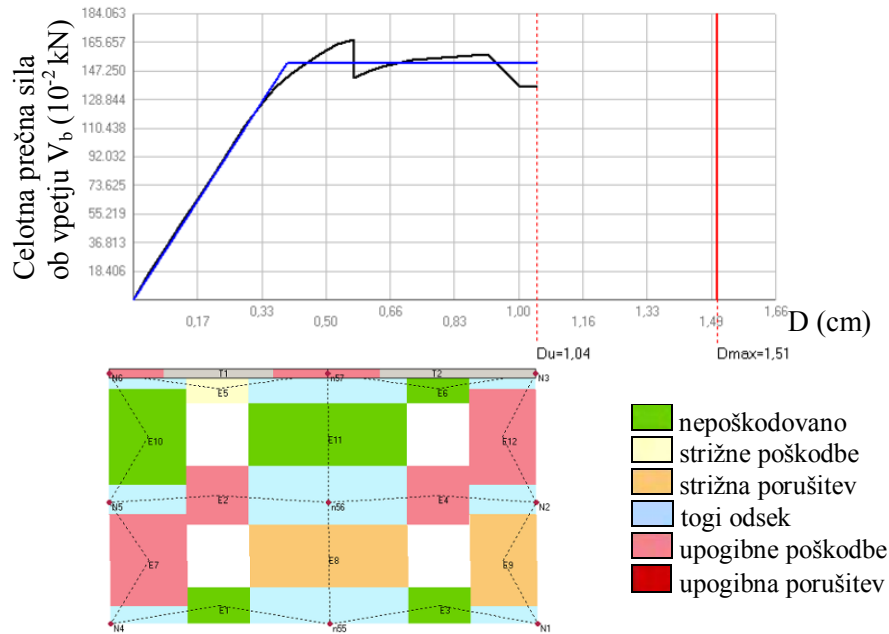 184.063
165.657
147.250
128.844
110.438
92.032
73.625
55.219
36.813
18.406
Celotna prečna sila
ob vpetju V_b (10⁻² kN)
0,17 0,33 0,50 0,66 0,83 1,00 1,16 1,33 1,49 1,66
D (cm)
Du=1,04
Dmax=1,51
N6 T1 n57 T2 N3
E5 E6
E10 E11 E12
E2 E4
N5 n56 N2
E7 E8 E9
E1 E3
N4 n55 N1
nepoškodovano
strižne poškodbe
strižna porušitev
togi odsek
upogibne poškodbe
upogibna porušitev